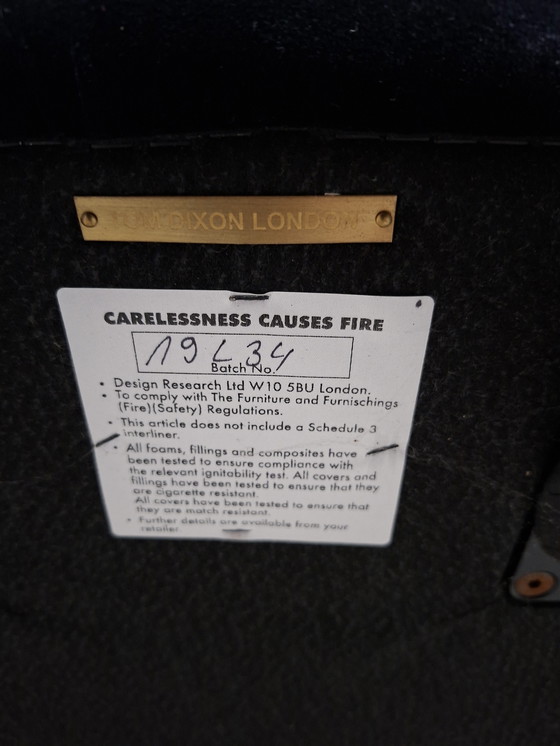 TOM DIXON LONDON
CARELESSNESS CAUSES FIRE
19 L 34
Batch No.
• Design Research Ltd W10 5BU London.
• To comply with The Furniture and Furnischings
(Fire)(Safety) Regulations.
• This article does not include a Schedule 3
interliner.
• All foams, fillings and composites have
been tested to ensure compliance with
the relevant ignitability test. All covers and
fillings have been tested to ensure that they
are cigarette resistant.
All covers have been tested to ensure that
they are match resistant.
• Further details are available from your
retailer.